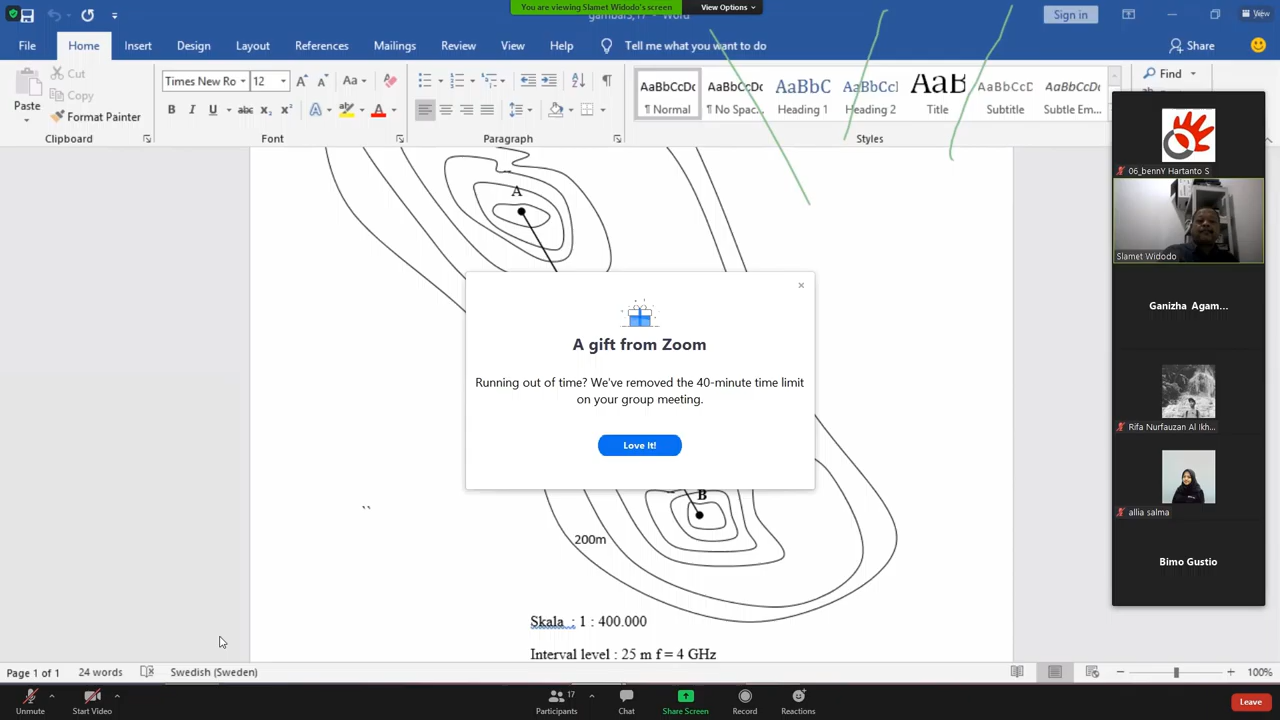 You are viewing Slamet Widodo's screen
View Options
gambar3,17 - Word
Sign in
View
File Home Insert Design Layout References Mailings Review View Help Tell me what you want to do
Share
Paste
Cut
Copy
Format Painter
Clipboard
Times New Ro 12
Font
Paragraph
AaBbCcDc AaBbCcDc AaBbC AaBbCcl AaB AaBbCcD AaBbCcDc
¶ Normal ¶ No Spac... Heading 1 Heading 2 Title Subtitle Subtle Em...
Styles
Find
A
A gift from Zoom
Running out of time? We've removed the 40-minute time limit
on your group meeting.
Love It!
B
200m
Skala : 1 : 400.000
Interval level : 25 m f = 4 GHz
06_bennY Hartanto S
Slamet Widodo
Ganizha Agam...
Rifa Nurfauzan Al Ikh...
allia salma
Bimo Gustio
Page 1 of 1 24 words Swedish (Sweden)
100%
Unmute
Start Video
Participants 17
Chat
Share Screen
Record
Reactions
Leave